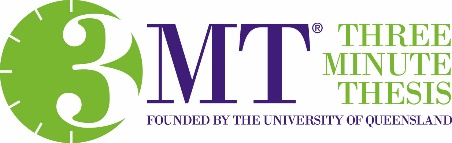 3MT® THREE
MINUTE
THESIS
FOUNDED BY THE UNIVERSITY OF QUEENSLAND